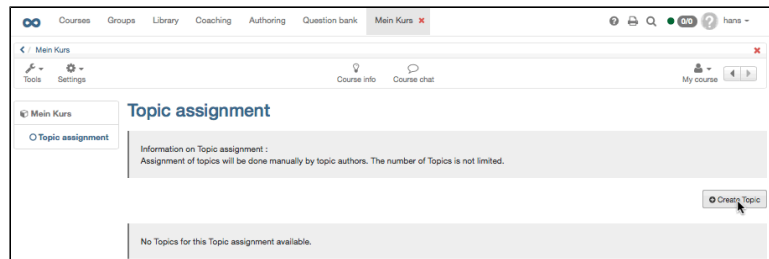 Courses Groups Library Coaching Authoring Question bank Mein Kurs 0/0 hans
/ Mein Kurs
Tools Settings Course info Course chat My course
Mein Kurs
Topic assignment
Topic assignment
Information on Topic assignment :
Assignment of topics will be done manually by topic authors. The number of Topics is not limited.
Create Topic
No Topics for this Topic assignment available.